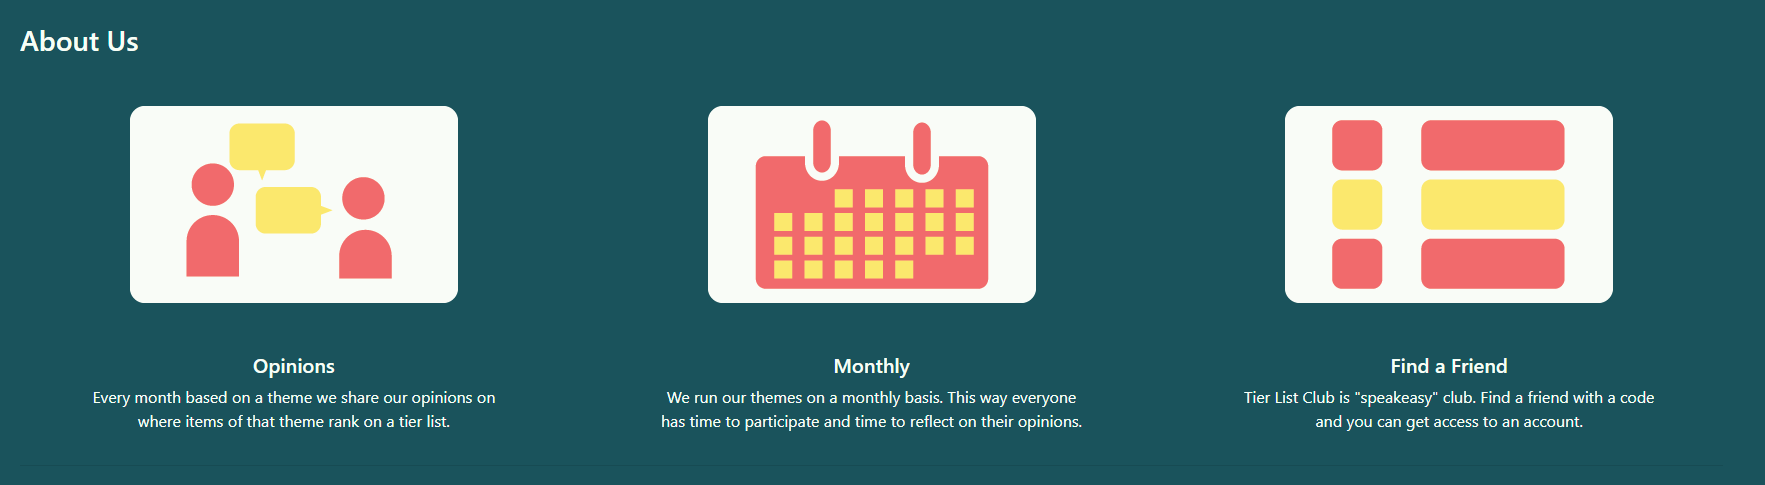 About Us
Opinions
Every month based on a theme we share our opinions on
where items of that theme rank on a tier list.
Monthly
We run our themes on a monthly basis. This way everyone
has time to participate and time to reflect on their opinions.
Find a Friend
Tier List Club is "speakeasy" club. Find a friend with a code
and you can get access to an account.